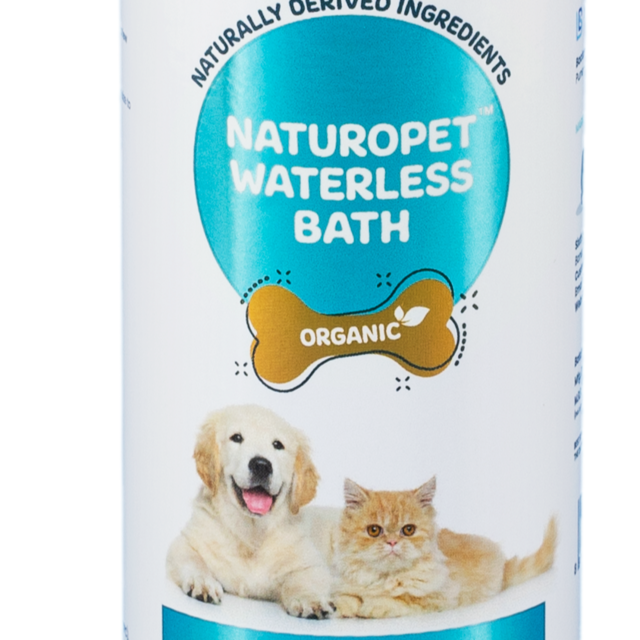 NATURALLY DERIVED INGREDIENTS
NATUROPET™
WATERLESS
BATH
ORGANIC